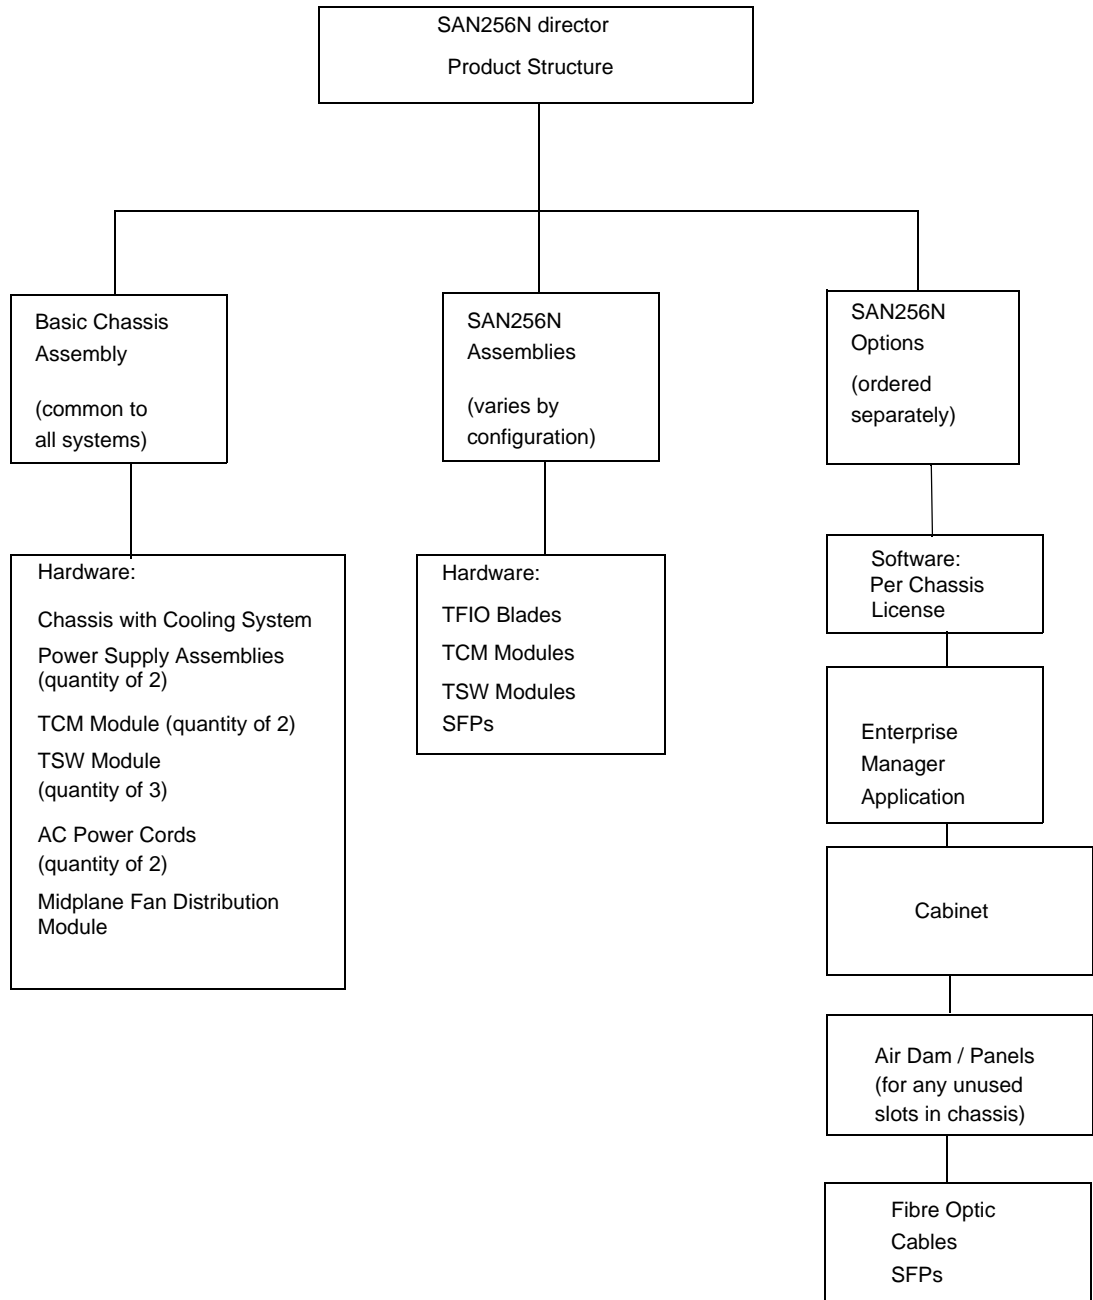 SAN256N director
Product Structure
Basic Chassis
Assembly
(common to
all systems)
SAN256N
Assemblies
(varies by
configuration)
SAN256N
Options
(ordered
separately)
Hardware:
Chassis with Cooling System
Power Supply Assemblies
(quantity of 2)
TCM Module (quantity of 2)
TSW Module
(quantity of 3)
AC Power Cords
(quantity of 2)
Midplane Fan Distribution
Module
Hardware:
TFIO Blades
TCM Modules
TSW Modules
SFPs
Software:
Per Chassis
License
Enterprise
Manager
Application
Cabinet
Air Dam / Panels
(for any unused
slots in chassis)
Fibre Optic
Cables
SFPs